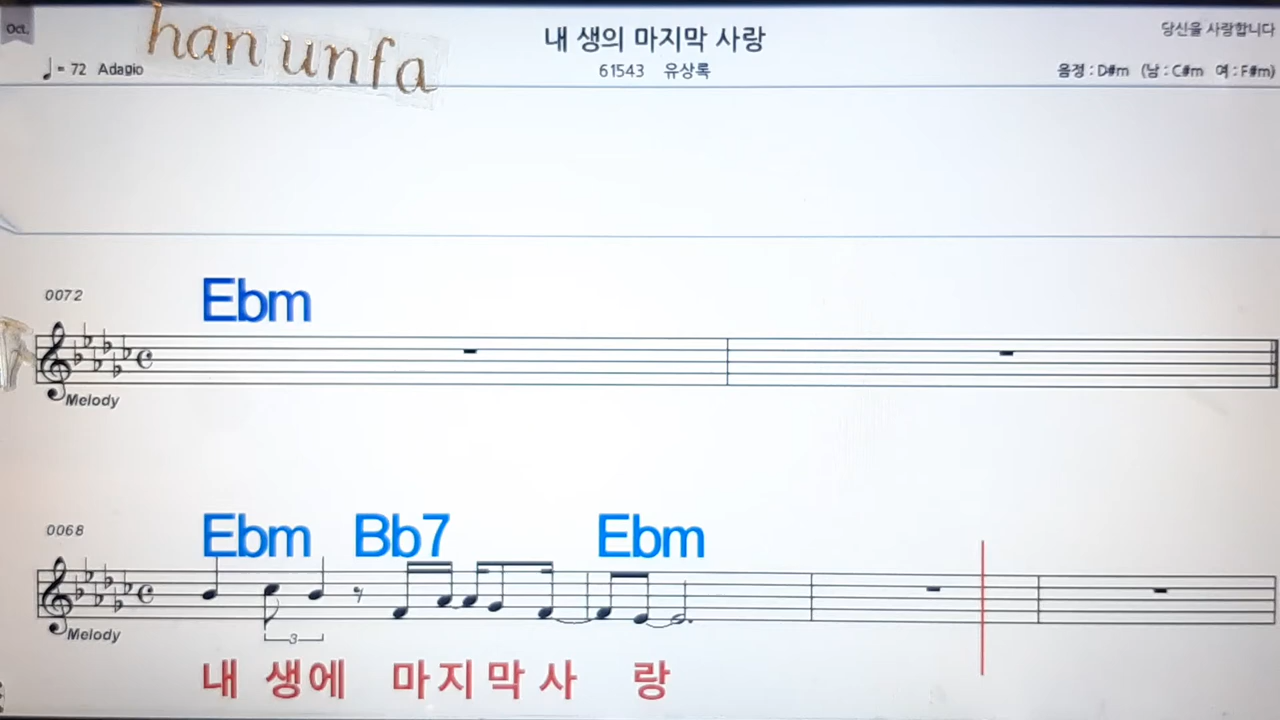 Oct.
han unfa
내 생의 마지막 사랑
당신을 사랑합니다
♩= 72 Adagio
61543 유상록
음정 : D#m (남 : C#m 여 : F#m)
0072
Ebm
Melody
0068
Ebm Bb7 Ebm
3
Melody
내 생에 마지막사 랑